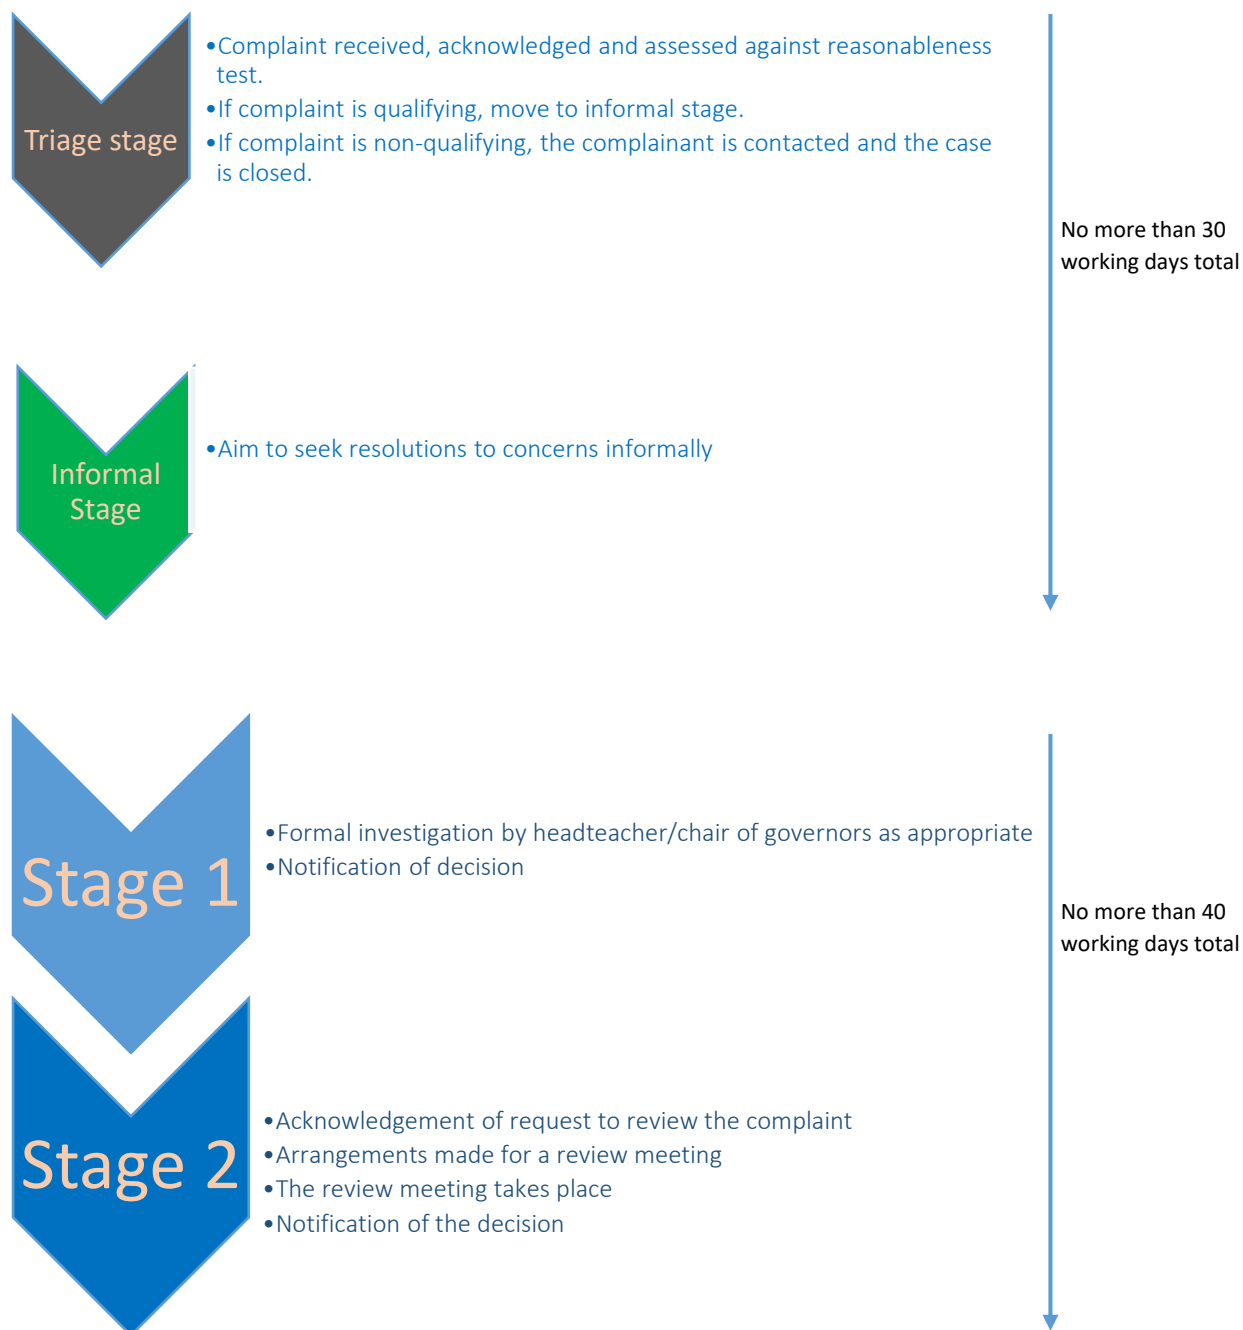 Triage stage
•Complaint received, acknowledged and assessed against reasonableness
test.
•If complaint is qualifying, move to informal stage.
•If complaint is non-qualifying, the complainant is contacted and the case
is closed.
No more than 30
working days total
Informal
Stage
•Aim to seek resolutions to concerns informally
Stage 1
•Formal investigation by headteacher/chair of governors as appropriate
•Notification of decision
No more than 40
working days total
Stage 2
•Acknowledgement of request to review the complaint
•Arrangements made for a review meeting
•The review meeting takes place
•Notification of the decision